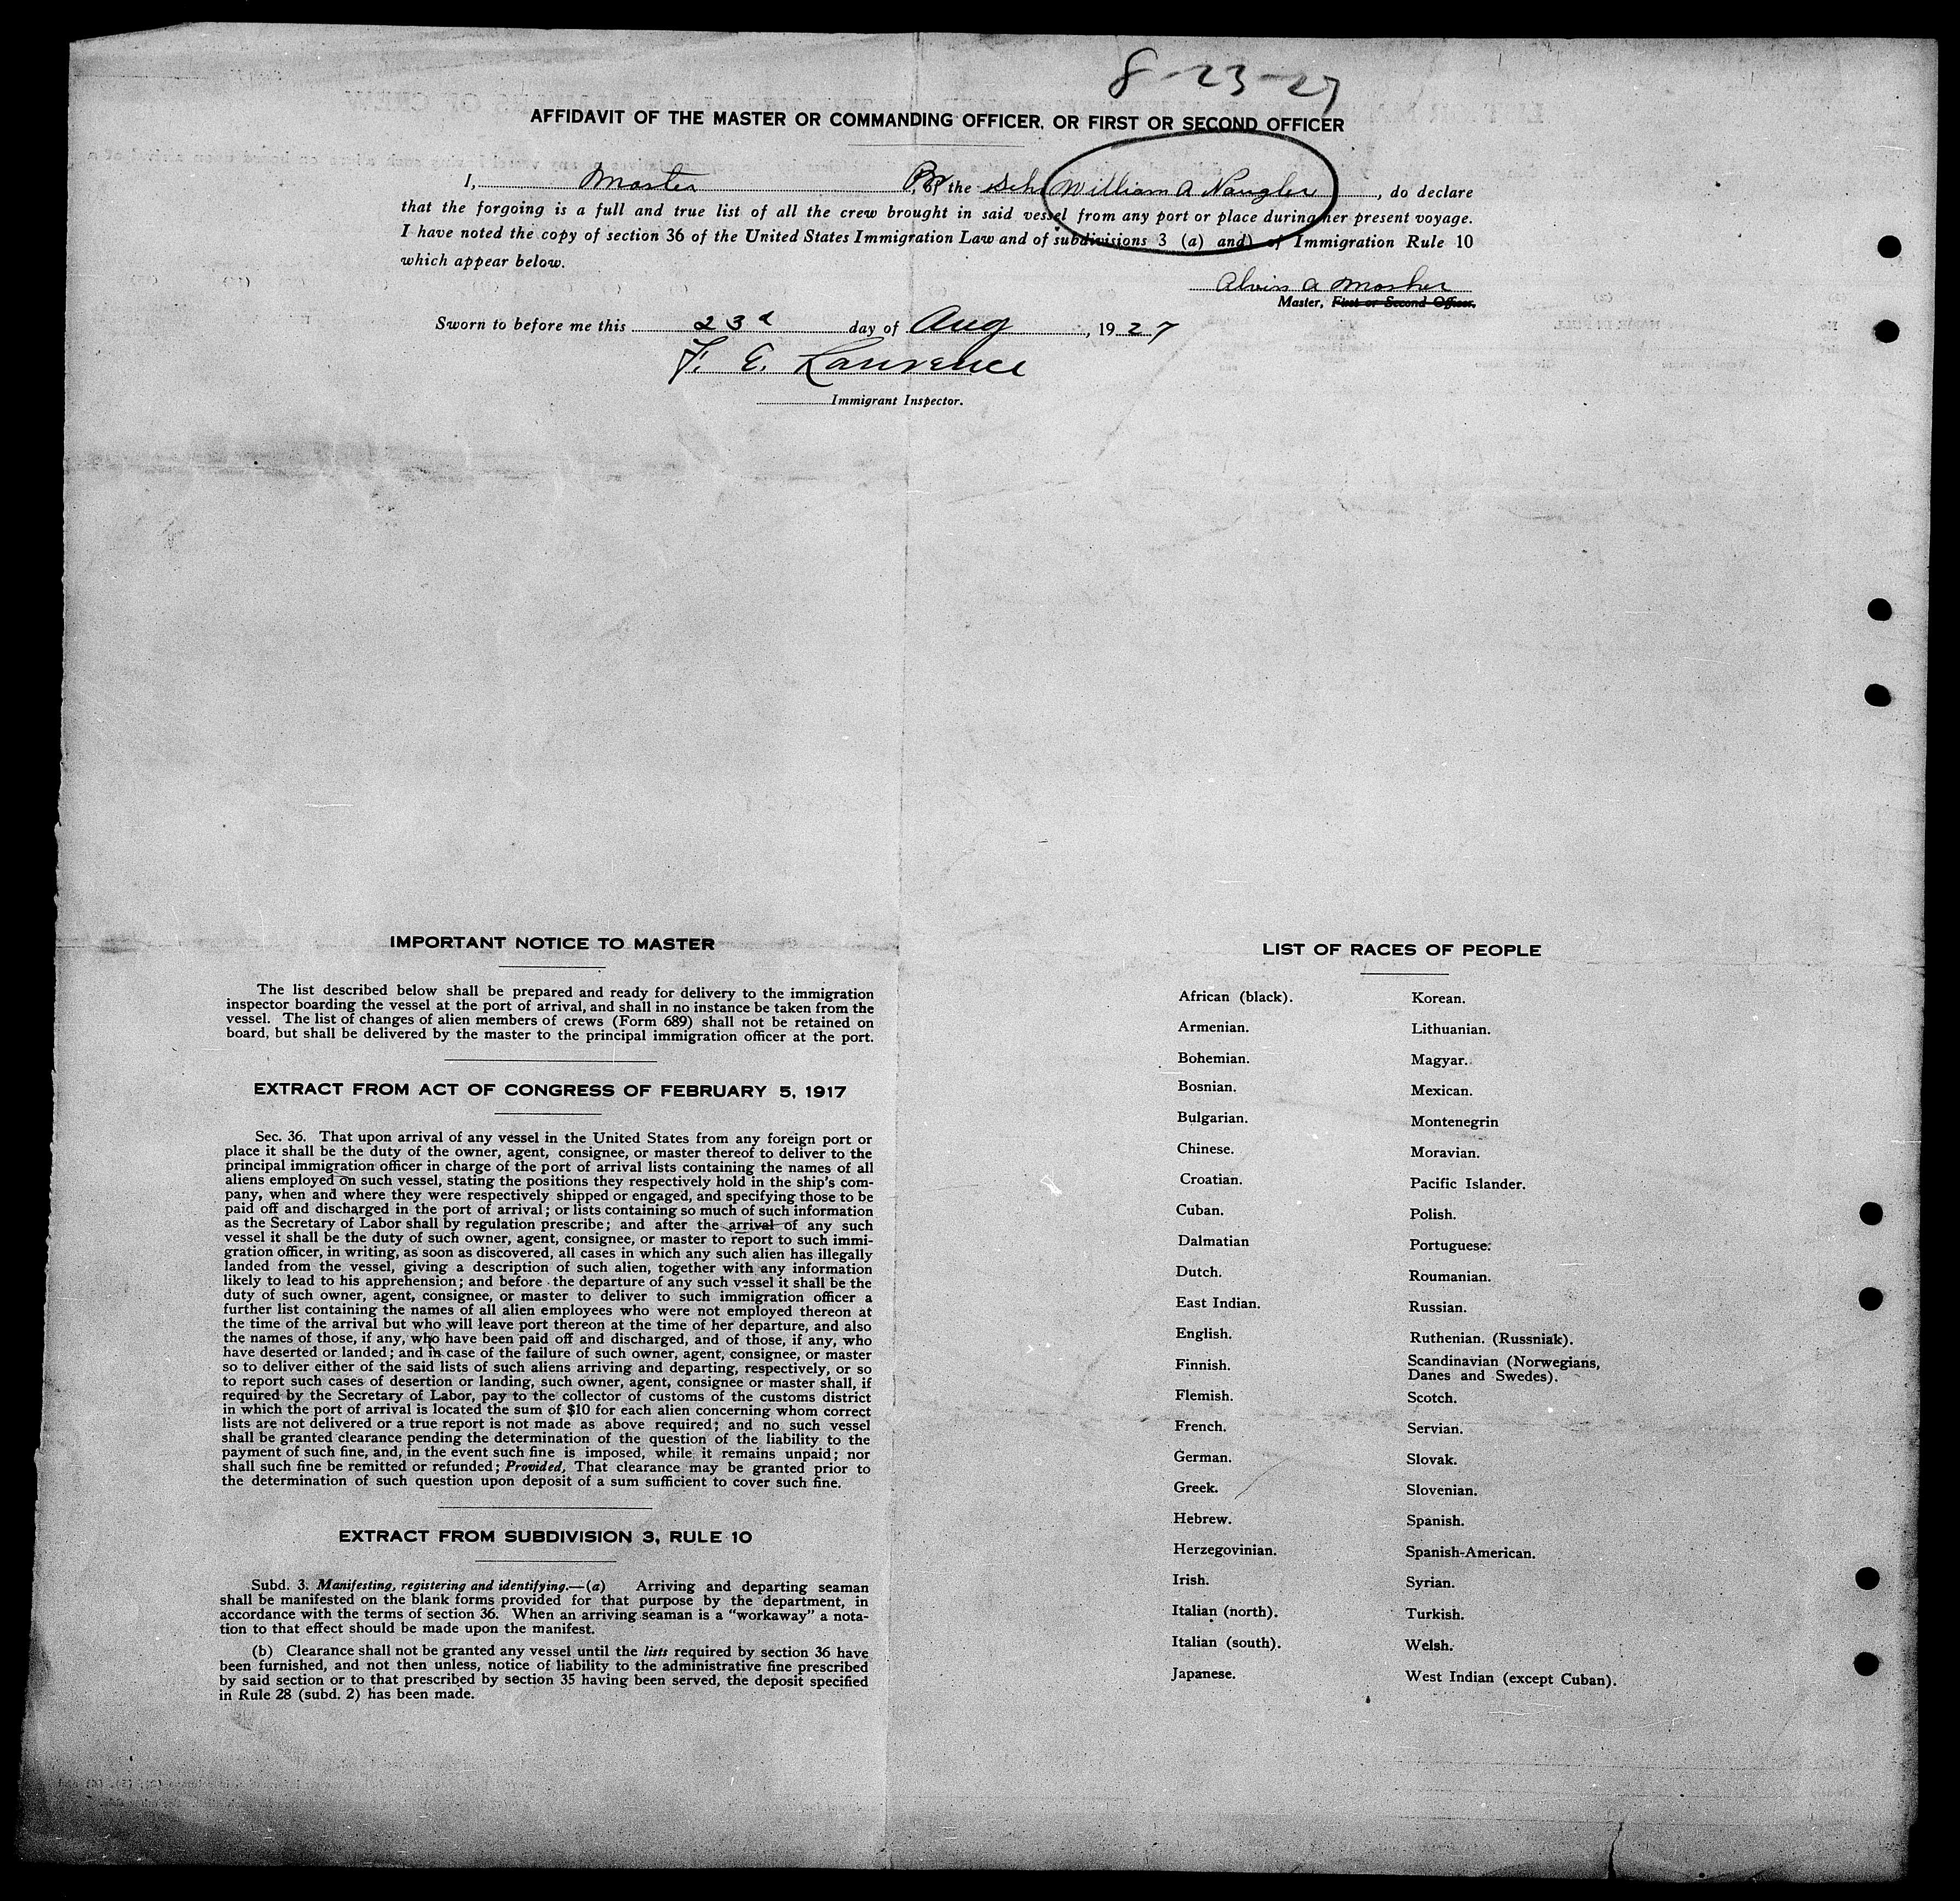 8-23-27
AFFIDAVIT OF THE MASTER OR COMMANDING OFFICER, OR FIRST OR SECOND OFFICER
I, Master, of the Schr William A Naugler, do declare
that the forgoing is a full and true list of all the crew brought in said vessel from any port or place during her present voyage.
I have noted the copy of section 36 of the United States Immigration Law and of subdivisions 3 (a) and) of Immigration Rule 10
which appear below.
Alvin A Mosher
Master, First or Second Officer.
Sworn to before me this 23d day of Aug, 1927
F. E. Lawrence
Immigrant Inspector.
IMPORTANT NOTICE TO MASTER
The list described below shall be prepared and ready for delivery to the immigration
inspector boarding the vessel at the port of arrival, and shall in no instance be taken from the
vessel. The list of changes of alien members of crews (Form 689) shall not be retained on
board, but shall be delivered by the master to the principal immigration officer at the port.
EXTRACT FROM ACT OF CONGRESS OF FEBRUARY 5, 1917
Sec. 36. That upon arrival of any vessel in the United States from any foreign port or
place it shall be the duty of the owner, agent, consignee, or master thereof to deliver to the
principal immigration officer in charge of the port of arrival lists containing the names of all
aliens employed on such vessel, stating the positions they respectively hold in the ship's com-
pany, when and where they were respectively shipped or engaged, and specifying those to be
paid off and discharged in the port of arrival; or lists containing so much of such information
as the Secretary of Labor shall by regulation prescribe; and after the arrival of any such
vessel it shall be the duty of such owner, agent, consignee, or master to report to such immi-
gration officer, in writing, as soon as discovered, all cases in which any such alien has illegally
landed from the vessel, giving a description of such alien, together with any information
likely to lead to his apprehension; and before the departure of any such vessel it shall be the
duty of such owner, agent, consignee, or master to deliver to such immigration officer a
further list containing the names of all alien employees who were not employed thereon at
the time of the arrival but who will leave port thereon at the time of her departure, and also
the names of those, if any, who have been paid off and discharged, and of those, if any, who
have deserted or landed; and in case of the failure of such owner, agent, consignee, or master
so to deliver either of the said lists of such aliens arriving and departing, respectively, or so
to report such cases of desertion or landing, such owner, agent, consignee or master shall, if
required by the Secretary of Labor, pay to the collector of customs of the customs district
in which the port of arrival is located the sum of $10 for each alien concerning whom correct
lists are not delivered or a true report is not made as above required; and no such vessel
shall be granted clearance pending the determination of the question of the liability to the
payment of such fine, and, in the event such fine is imposed, while it remains unpaid; nor
shall such fine be remitted or refunded; Provided, That clearance may be granted prior to
the determination of such question upon deposit of a sum sufficient to cover such fine.
EXTRACT FROM SUBDIVISION 3, RULE 10
Subd. 3. Manifesting, registering and identifying.—(a) Arriving and departing seaman
shall be manifested on the blank forms provided for that purpose by the department, in
accordance with the terms of section 36. When an arriving seaman is a "workaway" a nota-
tion to that effect should be made upon the manifest.
(b) Clearance shall not be granted any vessel until the lists required by section 36 have
been furnished, and not then unless, notice of liability to the administrative fine prescribed
by said section or to that prescribed by section 35 having been served, the deposit specified
in Rule 28 (subd. 2) has been made.
LIST OF RACES OF PEOPLE
African (black).
Armenian.
Bohemian.
Bosnian.
Bulgarian.
Chinese.
Croatian.
Cuban.
Dalmatian
Dutch.
East Indian.
English.
Finnish.
Flemish.
French.
German.
Greek.
Hebrew.
Herzegovinian.
Irish.
Italian (north).
Italian (south).
Japanese.
Korean.
Lithuanian.
Magyar.
Mexican.
Montenegrin
Moravian.
Pacific Islander.
Polish.
Portuguese.
Roumanian.
Russian.
Ruthenian. (Russniak).
Scandinavian (Norwegians,
Danes and Swedes).
Scotch.
Servian.
Slovak.
Slovenian.
Spanish.
Spanish-American.
Syrian.
Turkish.
Welsh.
West Indian (except Cuban).